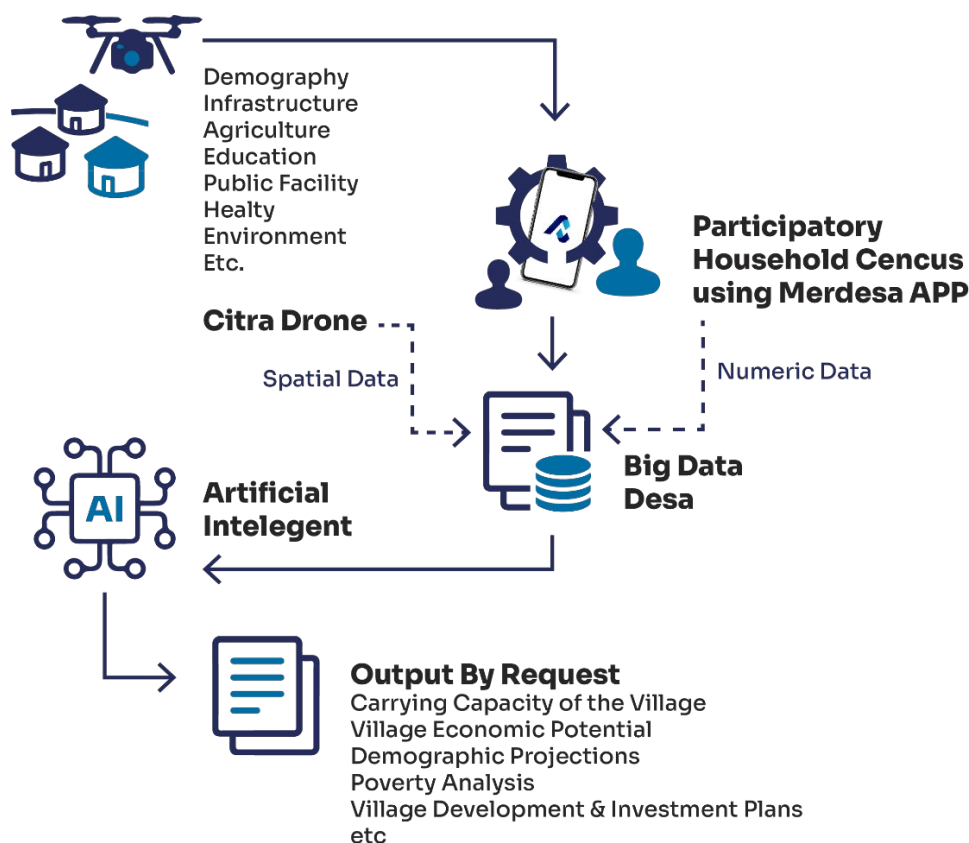 Demography
Infrastructure
Agriculture
Education
Public Facility
Healty
Environment
Etc.
Participatory
Household Cencus
using Merdesa APP
Citra Drone
Spatial Data
Numeric Data
Big Data
Desa
AI
Artificial
Intelegent
Output By Request
Carrying Capacity of the Village
Village Economic Potential
Demographic Projections
Poverty Analysis
Village Development & Investment Plans
etc